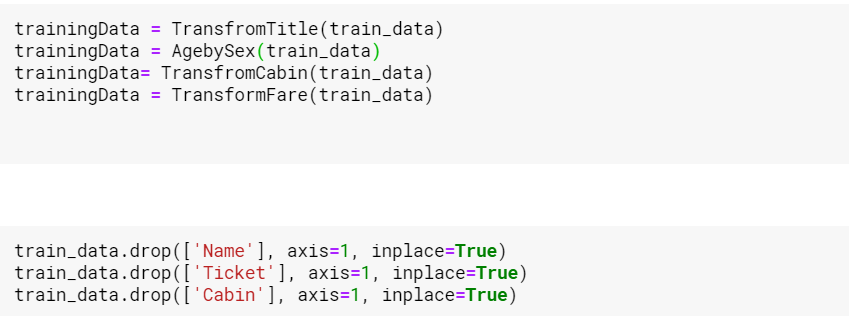 trainingData = TransfromTitle(train_data)
trainingData = AgebySex(train_data)
trainingData= TransfromCabin(train_data)
trainingData = TransformFare(train_data)
train_data.drop(['Name'], axis=1, inplace=True)
train_data.drop(['Ticket'], axis=1, inplace=True)
train_data.drop(['Cabin'], axis=1, inplace=True)